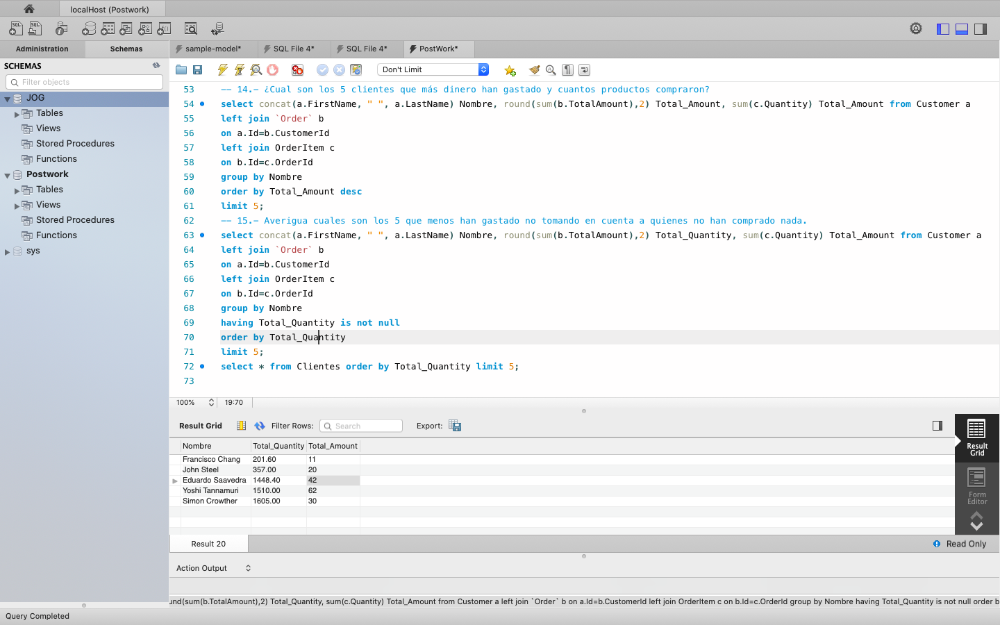 localHost (Postwork)
Administration
Schemas
sample-model*
SQL File 4*
SQL File 4*
PostWork*
SCHEMAS
Filter objects
JOG
Tables
Views
Stored Procedures
Functions
Postwork
Tables
Views
Stored Procedures
Functions
sys
Don't Limit
53 -- 14.- ¿Cual son los 5 clientes que más dinero han gastado y cuantos productos compraron?
54 select concat(a.FirstName, " ", a.LastName) Nombre, round(sum(b.TotalAmount),2) Total_Amount, sum(c.Quantity) Total_Amount from Customer a
55 left join `Order` b
56 on a.Id=b.CustomerId
57 left join OrderItem c
58 on b.Id=c.OrderId
59 group by Nombre
60 order by Total_Amount desc
61 limit 5;
62 -- 15.- Averigua cuales son los 5 que menos han gastado no tomando en cuenta a quienes no han comprado nada.
63 select concat(a.FirstName, " ", a.LastName) Nombre, round(sum(b.TotalAmount),2) Total_Quantity, sum(c.Quantity) Total_Amount from Customer a
64 left join `Order` b
65 on a.Id=b.CustomerId
66 left join OrderItem c
67 on b.Id=c.OrderId
68 group by Nombre
69 having Total_Quantity is not null
70 order by Total_Quantity
71 limit 5;
72 select * from Clientes order by Total_Quantity limit 5;
73
100% 19:70
Result Grid Filter Rows: Search Export:
Nombre Total_Quantity Total_Amount
Francisco Chang 201.60 11
John Steel 357.00 20
Eduardo Saavedra 1448.40 42
Yoshi Tannamuri 1510.00 62
Simon Crowther 1605.00 30
Result
Grid
Form
Editor
Result 20
Read Only
Action Output
und(sum(b.TotalAmount),2) Total_Quantity, sum(c.Quantity) Total_Amount from Customer a left join `Order` b on a.Id=b.CustomerId left join OrderItem c on b.Id=c.OrderId group by Nombre having Total_Quantity is not null order b
Query Completed